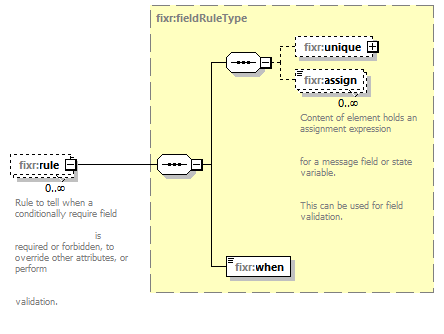 fixr:fieldRuleType
fixr:unique
fixr:assign
0..∞
Content of element holds an
assignment expression
for a message field or state
variable.
This can be used for field
validation.
fixr:rule
0..∞
Rule to tell when a
conditionally require field
is
required or forbidden, to
override other attributes, or
perform
validation.
fixr:when